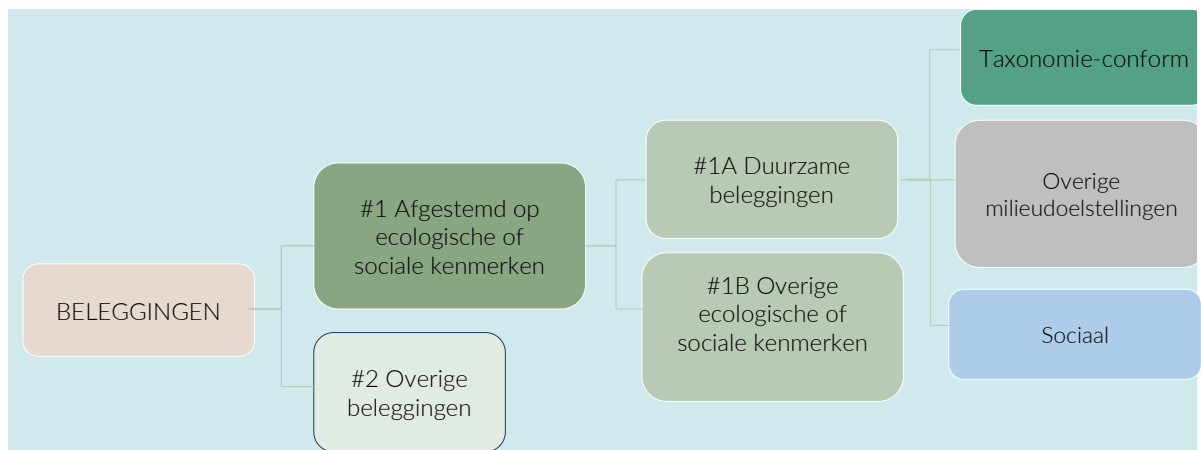 BELEGGINGEN
#1 Afgestemd op
ecologische of
sociale kenmerken
#2 Overige
beleggingen
#1A Duurzame
beleggingen
#1B Overige
ecologische of
sociale kenmerken
Taxonomie-conform
Overige
milieudoelstellingen
Sociaal